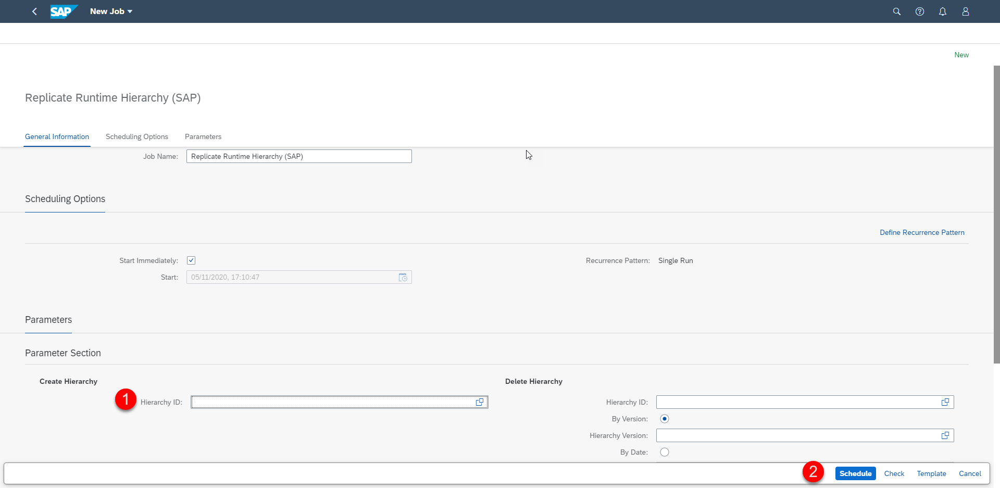 SAP New Job
New
Replicate Runtime Hierarchy (SAP)
General Information Scheduling Options Parameters
Job Name: Replicate Runtime Hierarchy (SAP)
Scheduling Options
Define Recurrence Pattern
Start Immediately: Recurrence Pattern: Single Run
Start: 05/11/2020, 17:10:47
Parameters
Parameter Section
Create Hierarchy Delete Hierarchy
1 Hierarchy ID: Hierarchy ID:
By Version:
Hierarchy Version:
By Date:
2 Schedule Check Template Cancel